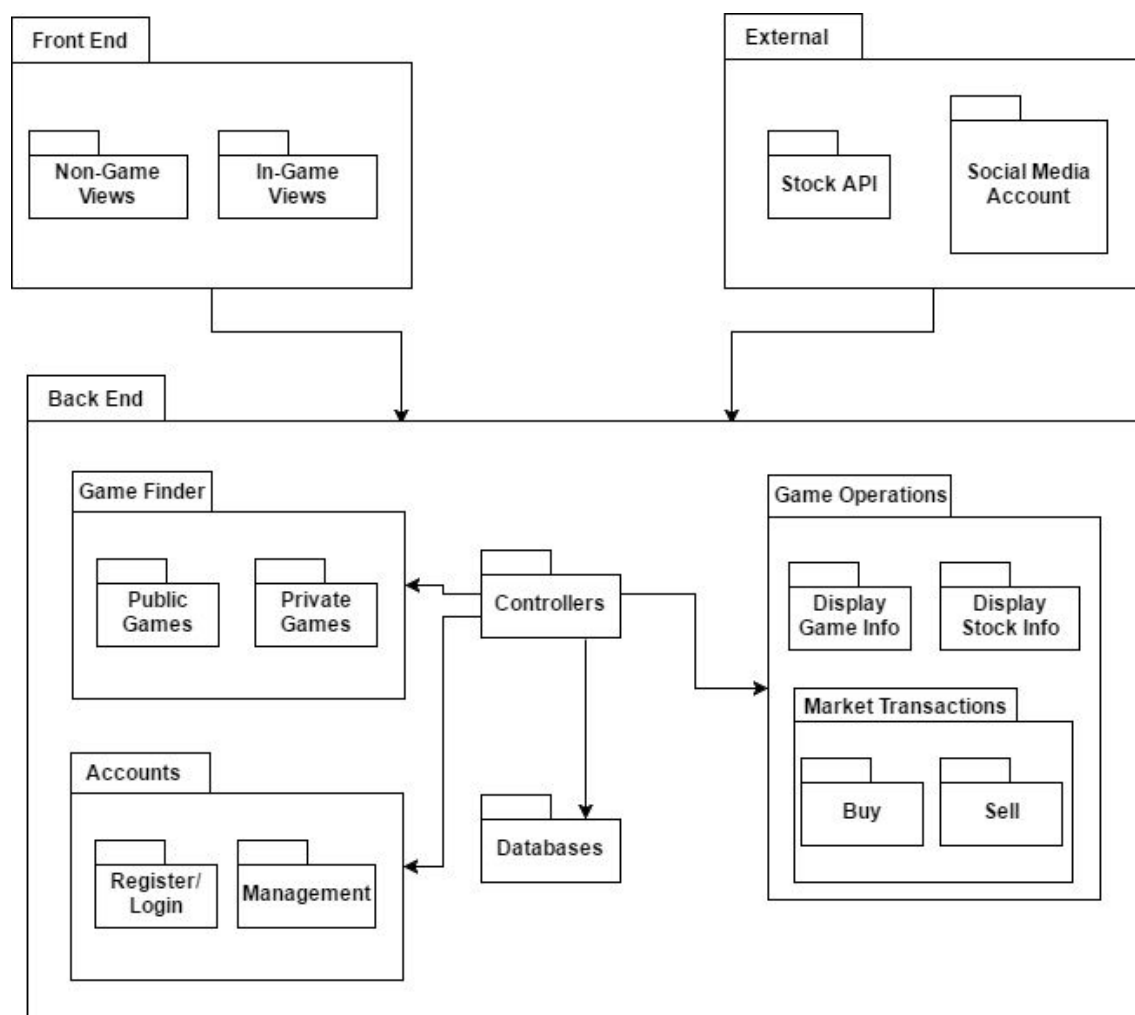 Front End
Non-Game
Views
In-Game
Views
External
Stock API
Social Media
Account
Back End
Game Finder
Public
Games
Private
Games
Controllers
Game Operations
Display
Game Info
Display
Stock Info
Market Transactions
Buy
Sell
Accounts
Register/
Login
Management
Databases